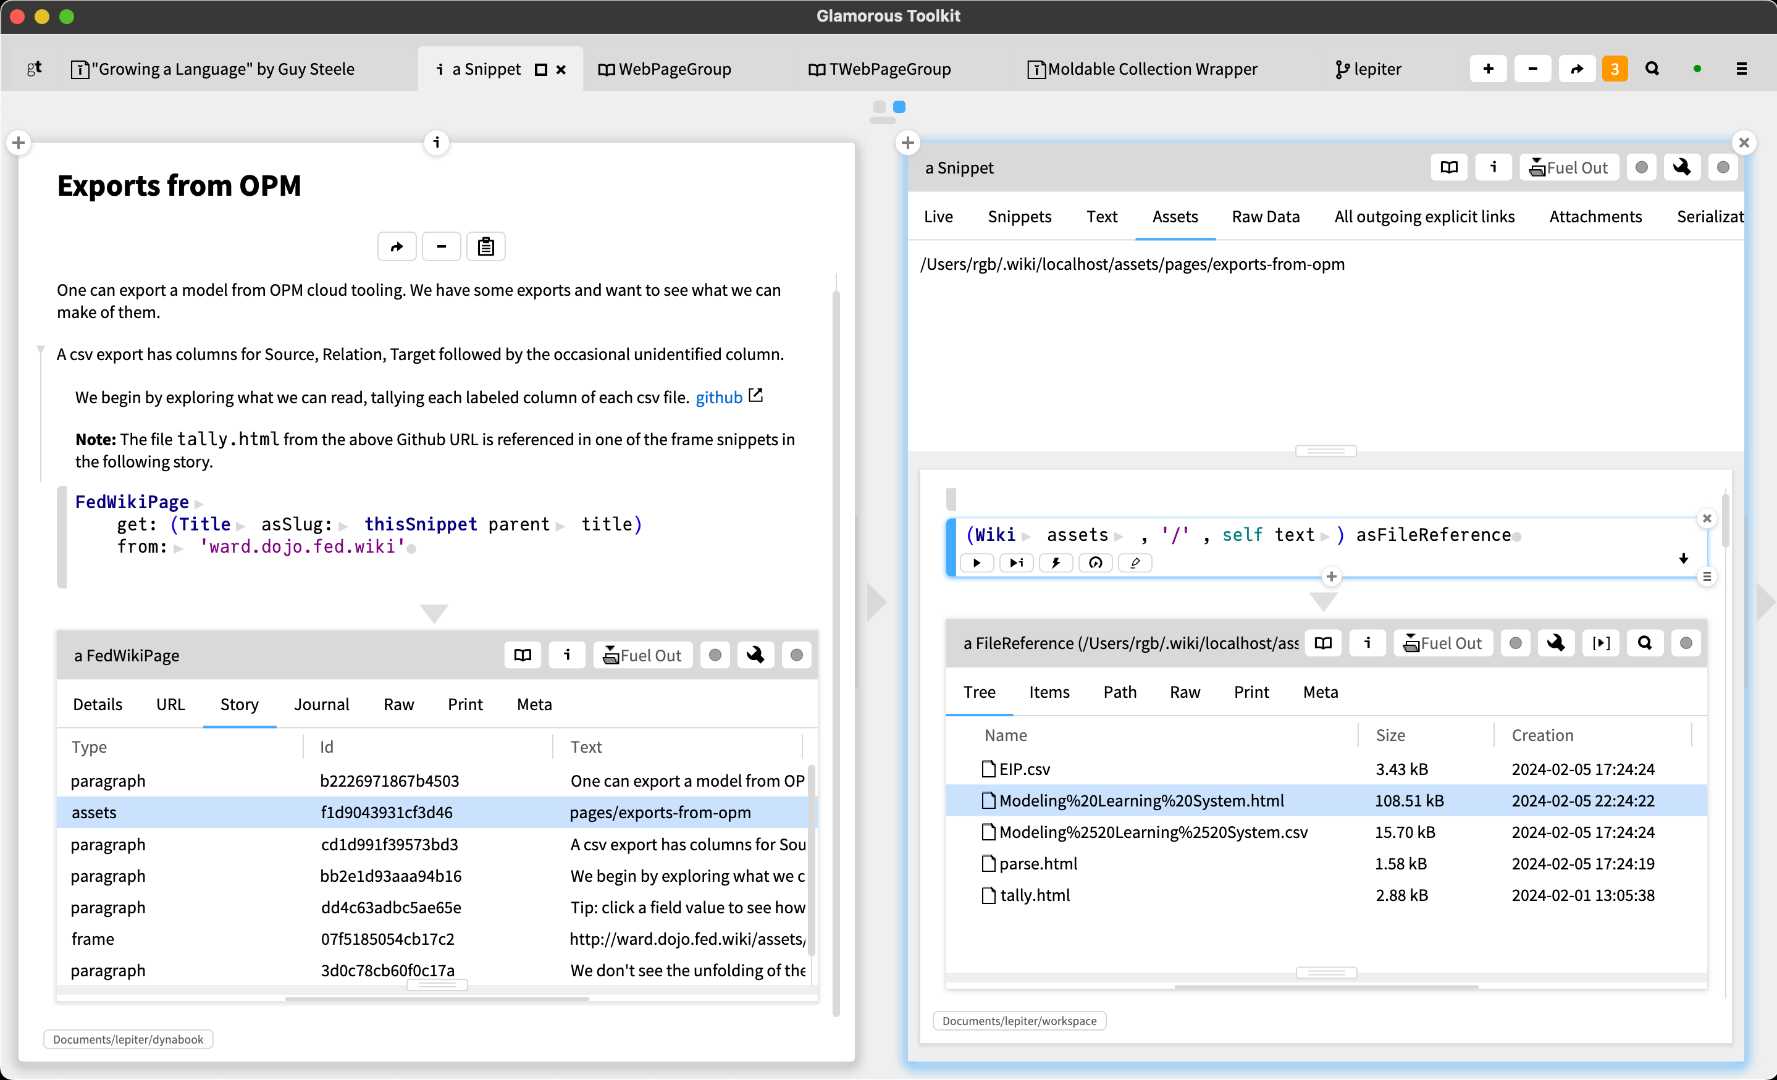 Glamorous Toolkit
gt
"Growing a Language" by Guy Steele
a Snippet
WebPageGroup
TWebPageGroup
Moldable Collection Wrapper
lepiter
3
Exports from OPM
One can export a model from OPM cloud tooling. We have some exports and want to see what we can
make of them.
A csv export has columns for Source, Relation, Target followed by the occasional unidentified column.
We begin by exploring what we can read, tallying each labeled column of each csv file. github
Note: The file tally.html from the above Github URL is referenced in one of the frame snippets in
the following story.
FedWikiPage
get: (Title asSlug: thisSnippet parent title)
from: 'ward.dojo.fed.wiki'
a FedWikiPage
Fuel Out
Details URL Story Journal Raw Print Meta
Type Id Text
paragraph b2226971867b4503 One can export a model from OP
assets f1d9043931cf3d46 pages/exports-from-opm
paragraph cd1d991f39573bd3 A csv export has columns for Sou
paragraph bb2e1d93aaa94b16 We begin by exploring what we c
paragraph dd4c63adbc5ae65e Tip: click a field value to see how
frame 07f5185054cb17c2 http://ward.dojo.fed.wiki/assets/
paragraph 3d0c78cb60f0c17a We don't see the unfolding of the
Documents/lepiter/dynabook
a Snippet
Fuel Out
Live Snippets Text Assets Raw Data All outgoing explicit links Attachments Serializat
/Users/rgb/.wiki/localhost/assets/pages/exports-from-opm
(Wiki assets , '/' , self text ) asFileReference
a FileReference (/Users/rgb/.wiki/localhost/ass
Fuel Out
Tree Items Path Raw Print Meta
Name Size Creation
EIP.csv 3.43 kB 2024-02-05 17:24:24
Modeling%20Learning%20System.html 108.51 kB 2024-02-05 22:24:22
Modeling%2520Learning%2520System.csv 15.70 kB 2024-02-05 17:24:24
parse.html 1.58 kB 2024-02-05 17:24:19
tally.html 2.88 kB 2024-02-01 13:05:38
Documents/lepiter/workspace